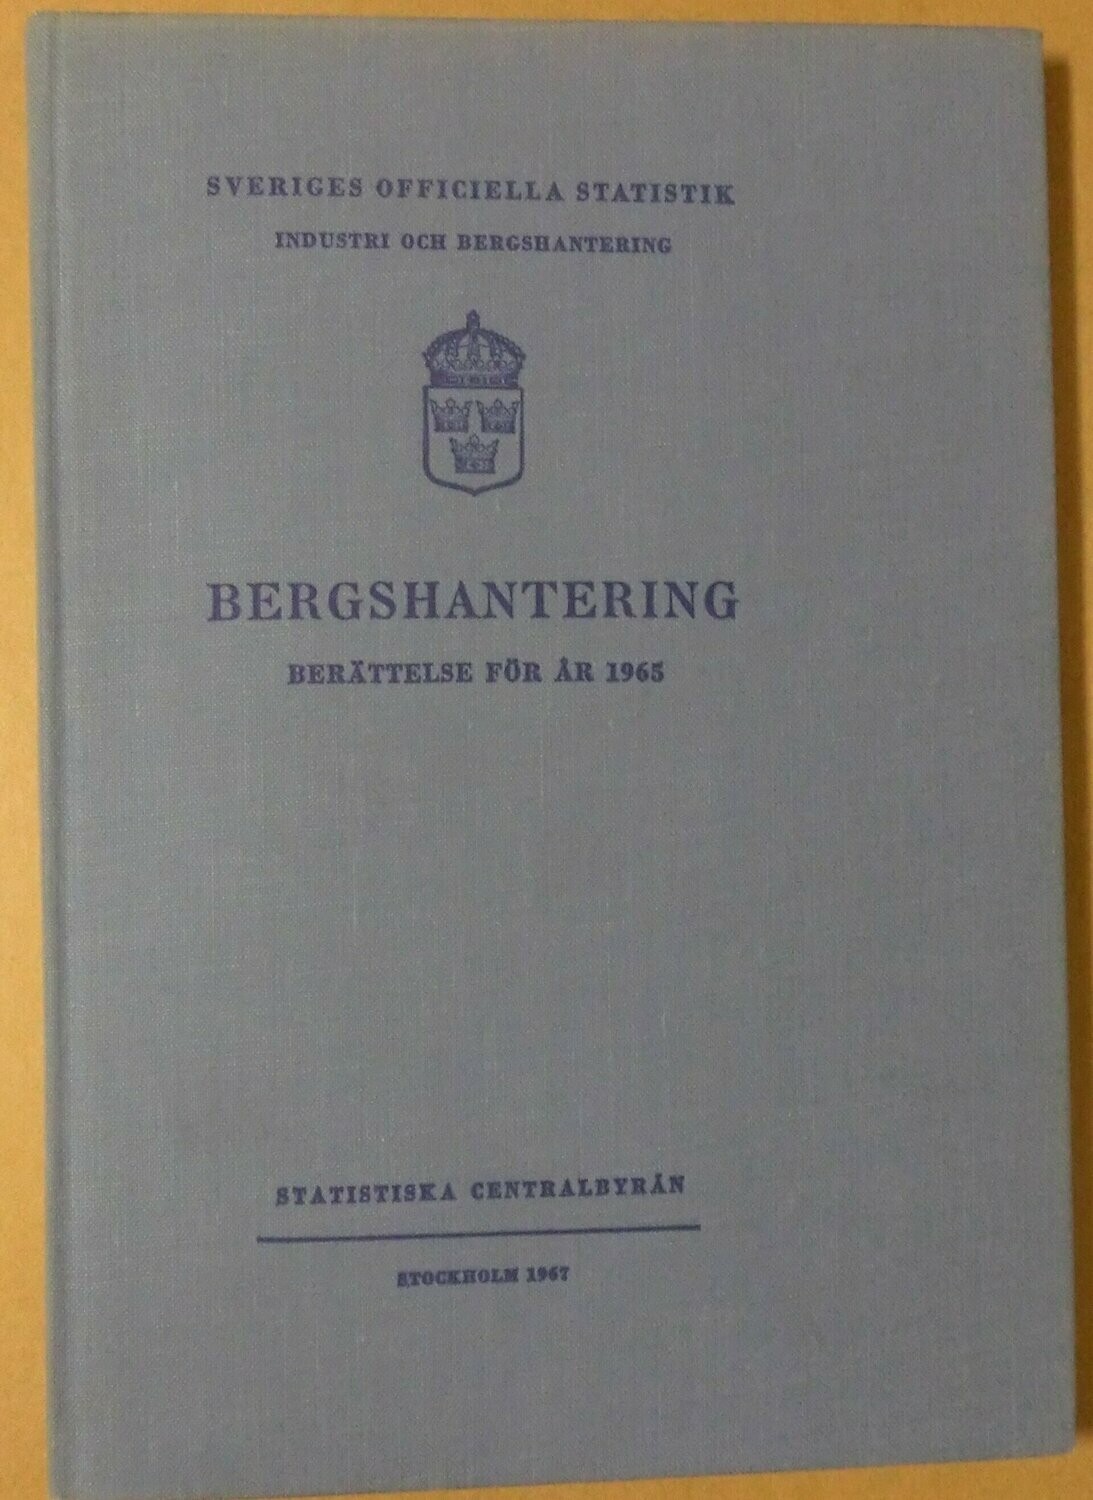 SVERIGES OFFICIELLA STATISTIK
INDUSTRI OCH BERGSHANTERING
BERGSHANTERING
BERÄTTELSE FÖR ÅR 1965
STATISTISKA CENTRALBYRÅN
STOCKHOLM 1967